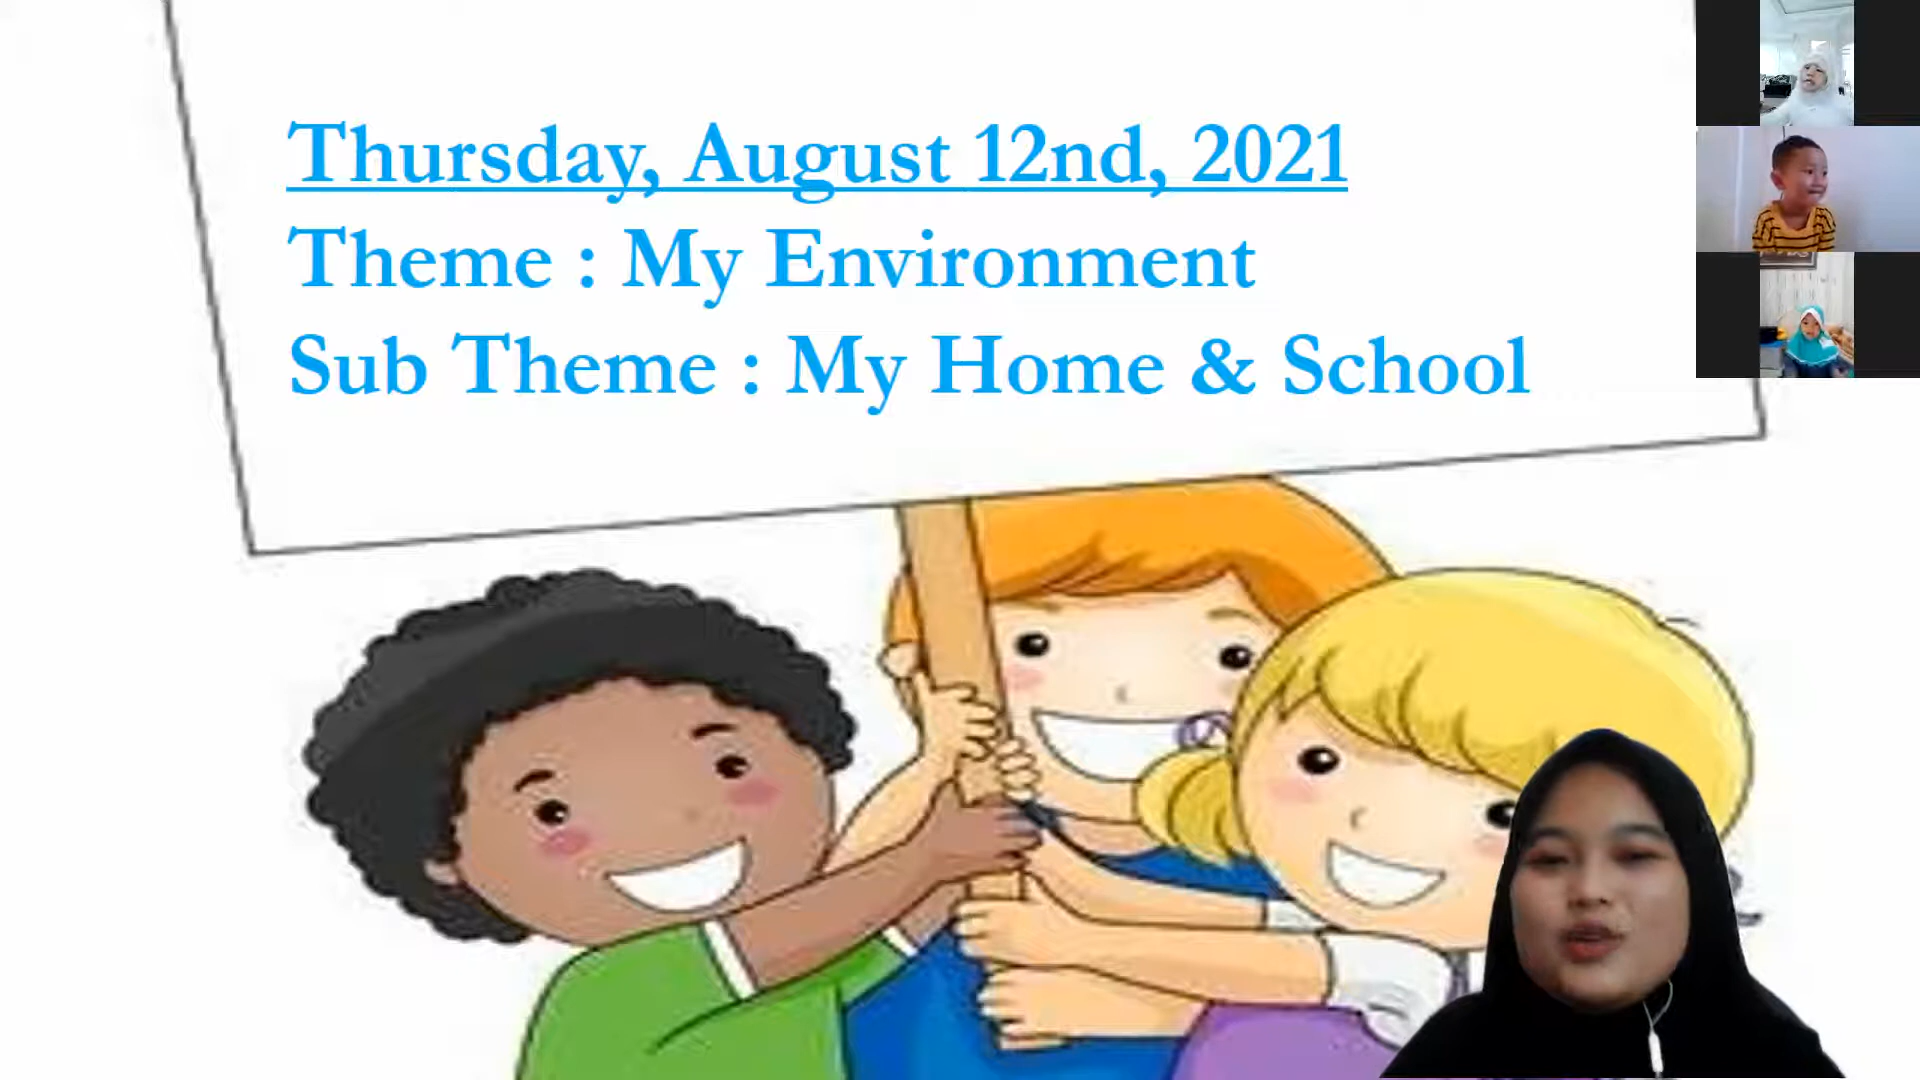 Thursday, August 12nd, 2021
Theme : My Environment
Sub Theme : My Home & School